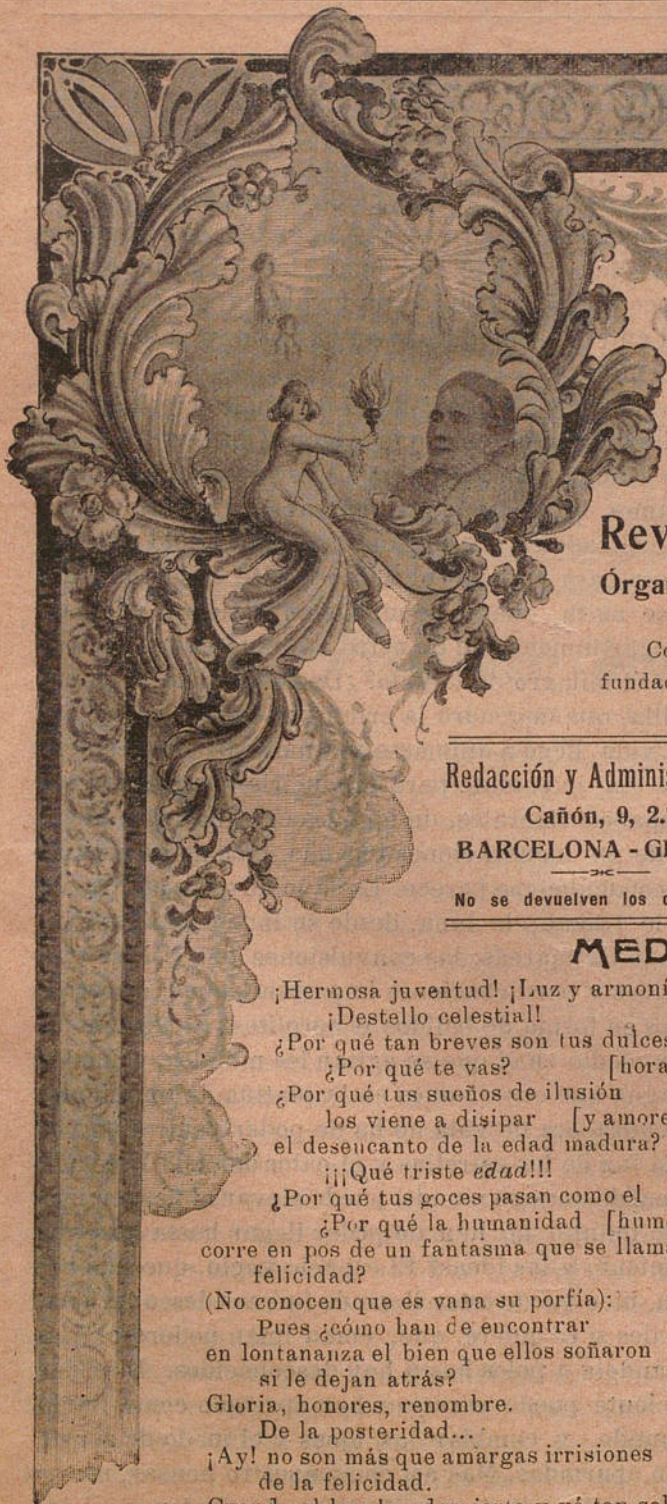 Rev
Órga
Co
fundac
Redacción y Adminis
Cañón, 9, 2.
BARCELONA - G
No se devuelven los o
MED
¡Hermosa juventud! ¡Luz y armoní
¡Destello celestial!
¿Por qué tan breves son tus dulces
¿Por qué te vas? [hora
¿Por qué tus sueños de ilusión
los viene a disipar [y amore
el desencanto de la edad madura?
¡¡¡Qué triste edad!!!
¿Por qué tus goces pasan como el
¿Por qué la humanidad [hum
corre en pos de un fantasma que se llam
felicidad?
(No conocen que es vana su porfía):
Pues ¿cómo han de encontrar
en lontananza el bien que ellos soñaron
si le dejan atrás?
Gloria, honores, renombre.
De la posteridad...
¡Ay! no son más que amargas irrisiones
de la felicidad.